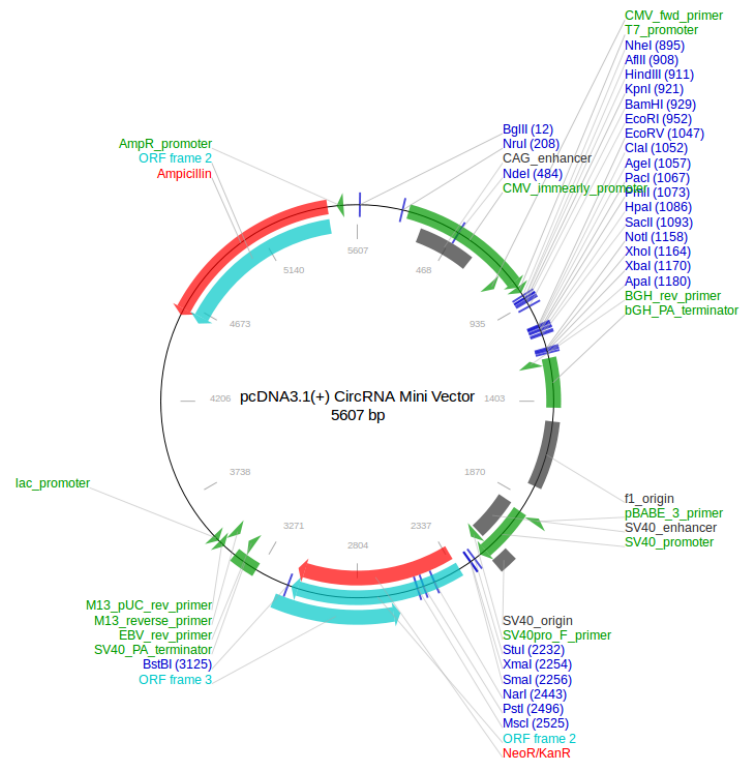 CMV_fwd_primer
T7_promoter
NheI (895)
AflII (908)
HindIII (911)
KpnI (921)
BamHI (929)
EcoRI (952)
EcoRV (1047)
ClaI (1052)
AgeI (1057)
PacI (1067)
PmlI (1073)
HpaI (1086)
SacII (1093)
NotI (1158)
XhoI (1164)
XbaI (1170)
ApaI (1180)
BGH_rev_primer
bGH_PA_terminator
BglII (12)
NruI (208)
CAG_enhancer
NdeI (484)
CMV_immearly_promoter
AmpR_promoter
ORF frame 2
Ampicillin
5607
468
935
1403
1870
2337
2804
3271
3738
4206
4673
5140
pcDNA3.1(+) CircRNA Mini Vector
5607 bp
f1_origin
pBABE_3_primer
SV40_enhancer
SV40_promoter
lac_promoter
M13_pUC_rev_primer
M13_reverse_primer
EBV_rev_primer
SV40_PA_terminator
BstBI (3125)
ORF frame 3
SV40_origin
SV40pro_F_primer
StuI (2232)
XmaI (2254)
SmaI (2256)
NarI (2443)
PstI (2496)
MscI (2525)
ORF frame 2
NeoR/KanR